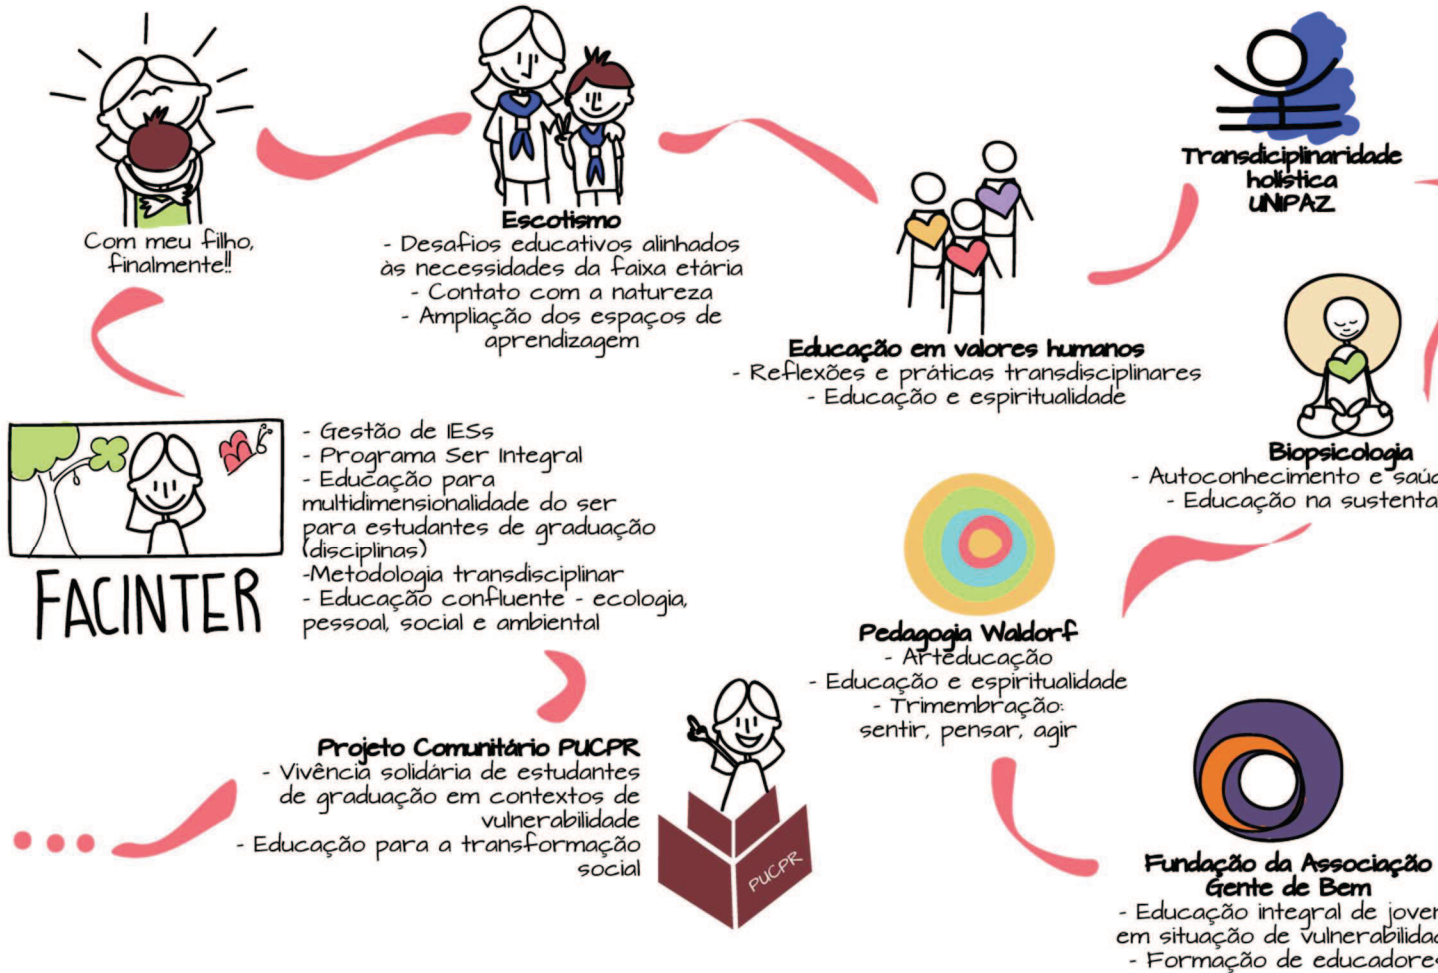 Com meu filho,
finalmente!!
Escotismo
- Desafios educativos alinhados
às necessidades da faixa etária
- Contato com a natureza
- Ampliação dos espaços de
aprendizagem
Educação em valores humanos
- Reflexões e práticas transdisciplinares
- Educação e espiritualidade
Transdiciplinaridade
holística
UNIPAZ
Biopsicologia
- Autoconhecimento e
- Educação na
FACINTER
- Gestão de IESs
- Programa Ser Integral
- Educação para
multidimensionalidade do ser
para estudantes de graduação
(disciplinas)
-Metodologia transdisciplinar
- Educação confluente - ecologia,
pessoal, social e ambiental
Pedagogia Waldorf
- Arteducação
- Educação e espiritualidade
- Trimembração:
sentir, pensar, agir
Projeto Comunitário PUCPR
- Vivência solidária de estudantes
de graduação em contextos de
vulnerabilidade
- Educação para a transformação
social
PUCPR
Fundação da Associação
Gente de Bem
- Educação integral de
em situação de
- Formação de educadores